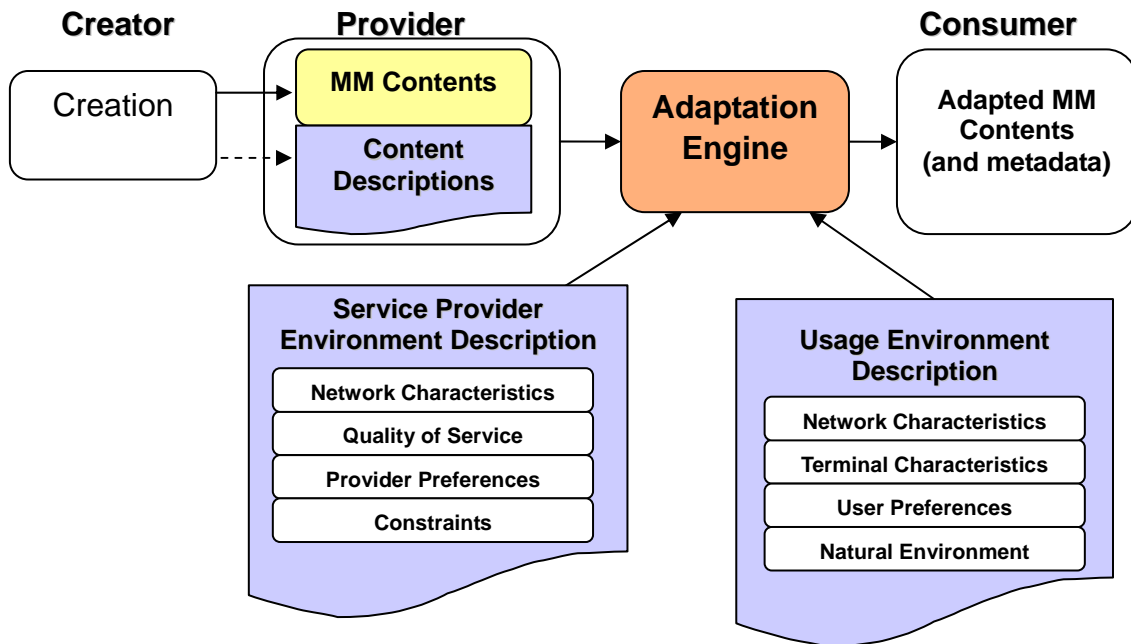 Creator
Provider
Consumer
Creation
MM Contents
Content
Descriptions
Adaptation
Engine
Adapted MM
Contents
(and metadata)
Service Provider
Environment Description
Network Characteristics
Quality of Service
Provider Preferences
Constraints
Usage Environment
Description
Network Characteristics
Terminal Characteristics
User Preferences
Natural Environment